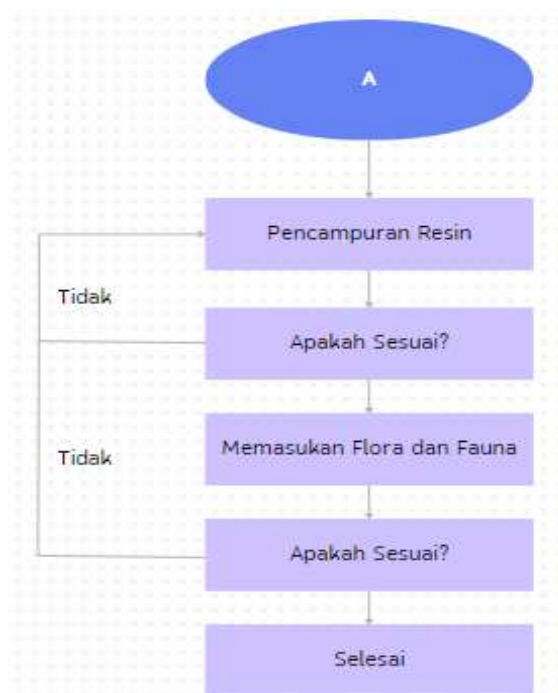 A
Pencampuran Resin
Tidak
Apakah Sesuai?
Memasukan Flora dan Fauna
Tidak
Apakah Sesuai?
Selesai